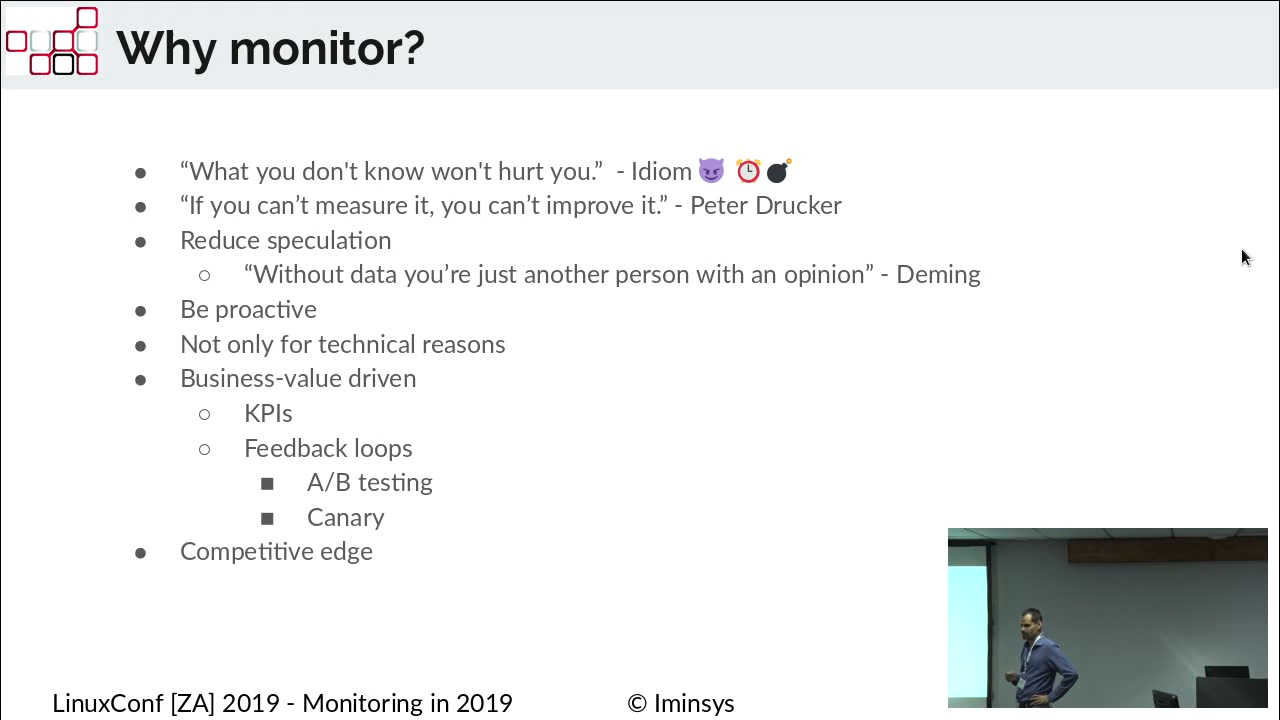 Why monitor?
“What you don't know won't hurt you.” - Idiom 😈 ⏰💣
“If you can’t measure it, you can’t improve it.” - Peter Drucker
Reduce speculation
“Without data you’re just another person with an opinion” - Deming
Be proactive
Not only for technical reasons
Business-value driven
KPIs
Feedback loops
A/B testing
Canary
Competitive edge
LinuxConf [ZA] 2019 - Monitoring in 2019
© Iminsys